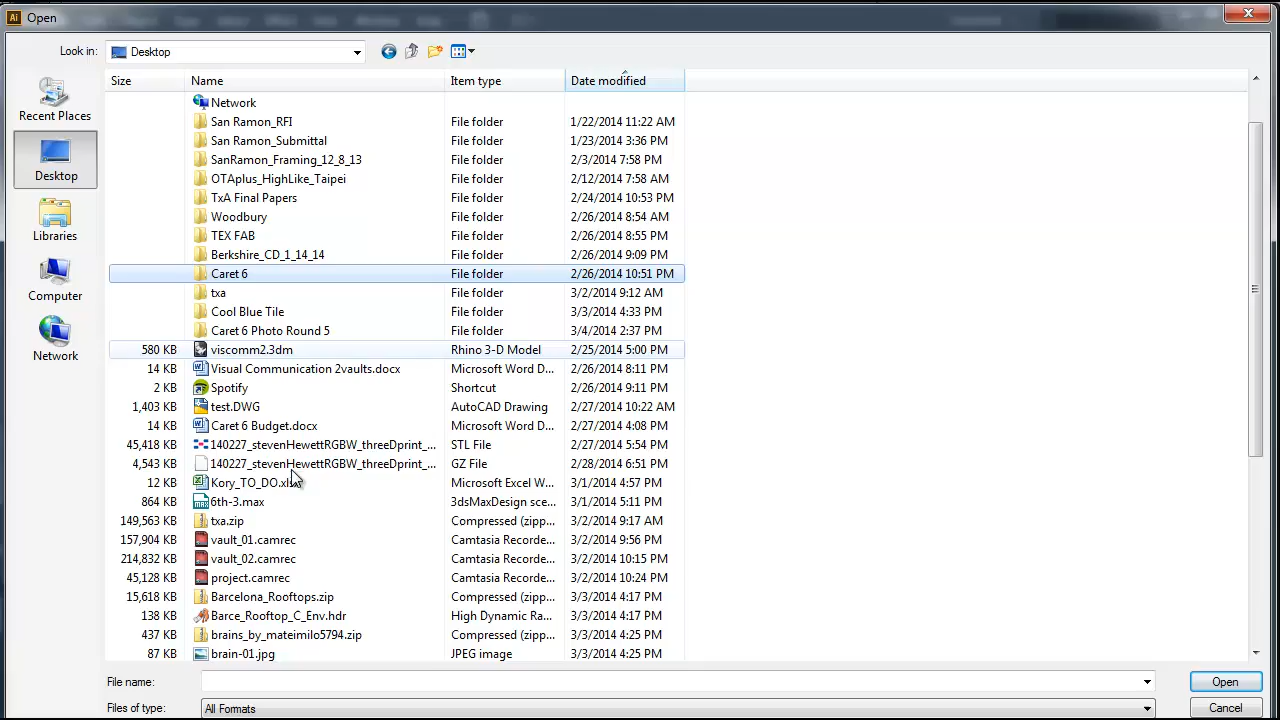 Ai Open
Look in: Desktop
Size Name Item type Date modified
Network
San Ramon_RFI File folder 1/22/2014 11:22 AM
San Ramon_Submittal File folder 1/23/2014 3:36 PM
SanRamon_Framing_12_8_13 File folder 2/3/2014 7:58 PM
OTAplus_HighLike_Taipei File folder 2/12/2014 7:58 AM
TxA Final Papers File folder 2/24/2014 10:53 PM
Woodbury File folder 2/26/2014 8:54 AM
TEX FAB File folder 2/26/2014 8:55 PM
Berkshire_CD_1_14_14 File folder 2/26/2014 9:09 PM
Caret 6 File folder 2/26/2014 10:51 PM
txa File folder 3/2/2014 9:12 AM
Cool Blue Tile File folder 3/3/2014 4:33 PM
Caret 6 Photo Round 5 File folder 3/4/2014 2:37 PM
580 KB viscomm2.3dm Rhino 3-D Model 2/25/2014 5:00 PM
14 KB Visual Communication 2vaults.docx Microsoft Word D... 2/26/2014 8:11 PM
2 KB Spotify Shortcut 2/26/2014 9:11 PM
1,403 KB test.DWG AutoCAD Drawing 2/27/2014 10:22 AM
14 KB Caret 6 Budget.docx Microsoft Word D... 2/27/2014 4:08 PM
45,418 KB 140227_stevenHewettRGBW_threeDprint_... STL File 2/27/2014 5:54 PM
4,543 KB 140227_stevenHewettRGBW_threeDprint_... GZ File 2/28/2014 6:51 PM
12 KB Kory_TO_DO.xlsx Microsoft Excel W... 3/1/2014 4:57 PM
864 KB 6th-3.max 3dsMaxDesign sce... 3/1/2014 5:11 PM
149,563 KB txa.zip Compressed (zipp... 3/2/2014 9:17 AM
157,904 KB vault_01.camrec Camtasia Recorde... 3/2/2014 9:56 PM
214,832 KB vault_02.camrec Camtasia Recorde... 3/2/2014 10:15 PM
45,128 KB project.camrec Camtasia Recorde... 3/2/2014 10:24 PM
15,618 KB Barcelona_Rooftops.zip Compressed (zipp... 3/3/2014 4:17 PM
138 KB Barce_Rooftop_C_Env.hdr High Dynamic Ra... 3/3/2014 4:17 PM
437 KB brains_by_mateimilo5794.zip Compressed (zipp... 3/3/2014 4:25 PM
87 KB brain-01.jpg JPEG image 3/3/2014 4:25 PM
Recent Places
Desktop
Libraries
Computer
Network
File name: Open
Files of type: All Formats Cancel